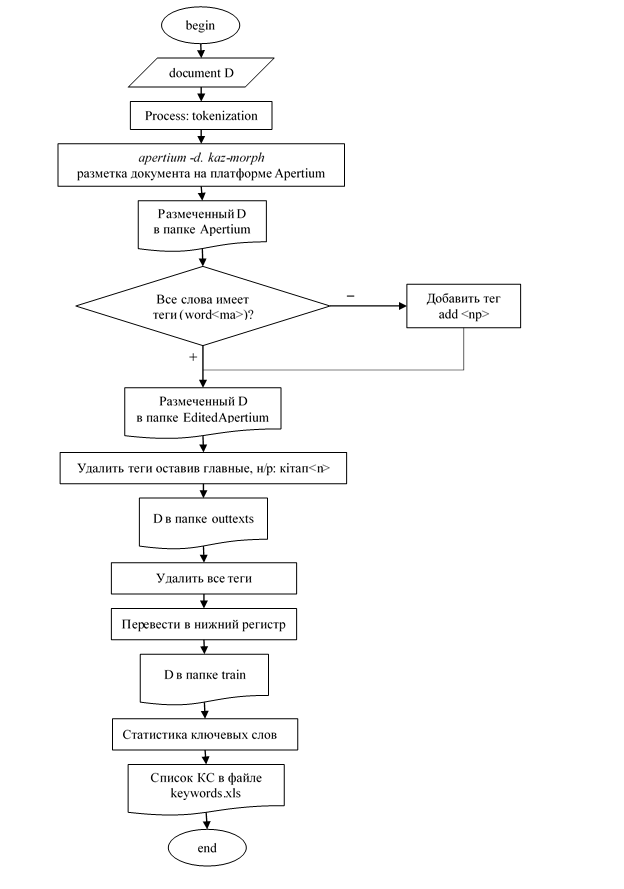 begin
document D
Process: tokenization
apertium -d. kaz-morph
разметка документа на платформе Apertium
Размеченный D
в папке Apertium
Все слова имеет
теги (word<ma>)?
–
Добавить тег
add <np>
+
Размеченный D
в папке EditedApertium
Удалить теги оставив главные, н/р: кітап<n>
D в папке outtexts
Удалить все теги
Перевести в нижний регистр
D в папке train
Статистика ключевых слов
Список КС в файле
keywords.xls
end